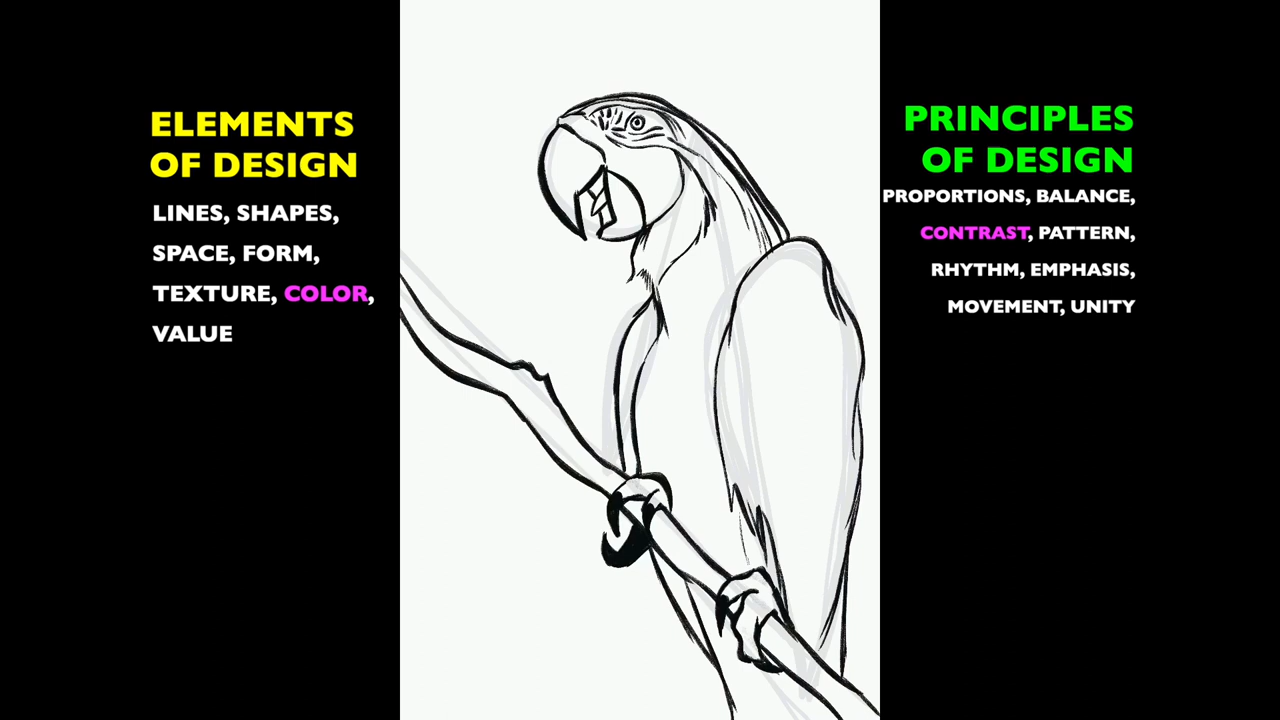 ELEMENTS
OF DESIGN
LINES, SHAPES,
SPACE, FORM,
TEXTURE, COLOR,
VALUE
PRINCIPLES
OF DESIGN
PROPORTIONS, BALANCE,
CONTRAST, PATTERN,
RHYTHM, EMPHASIS,
MOVEMENT, UNITY